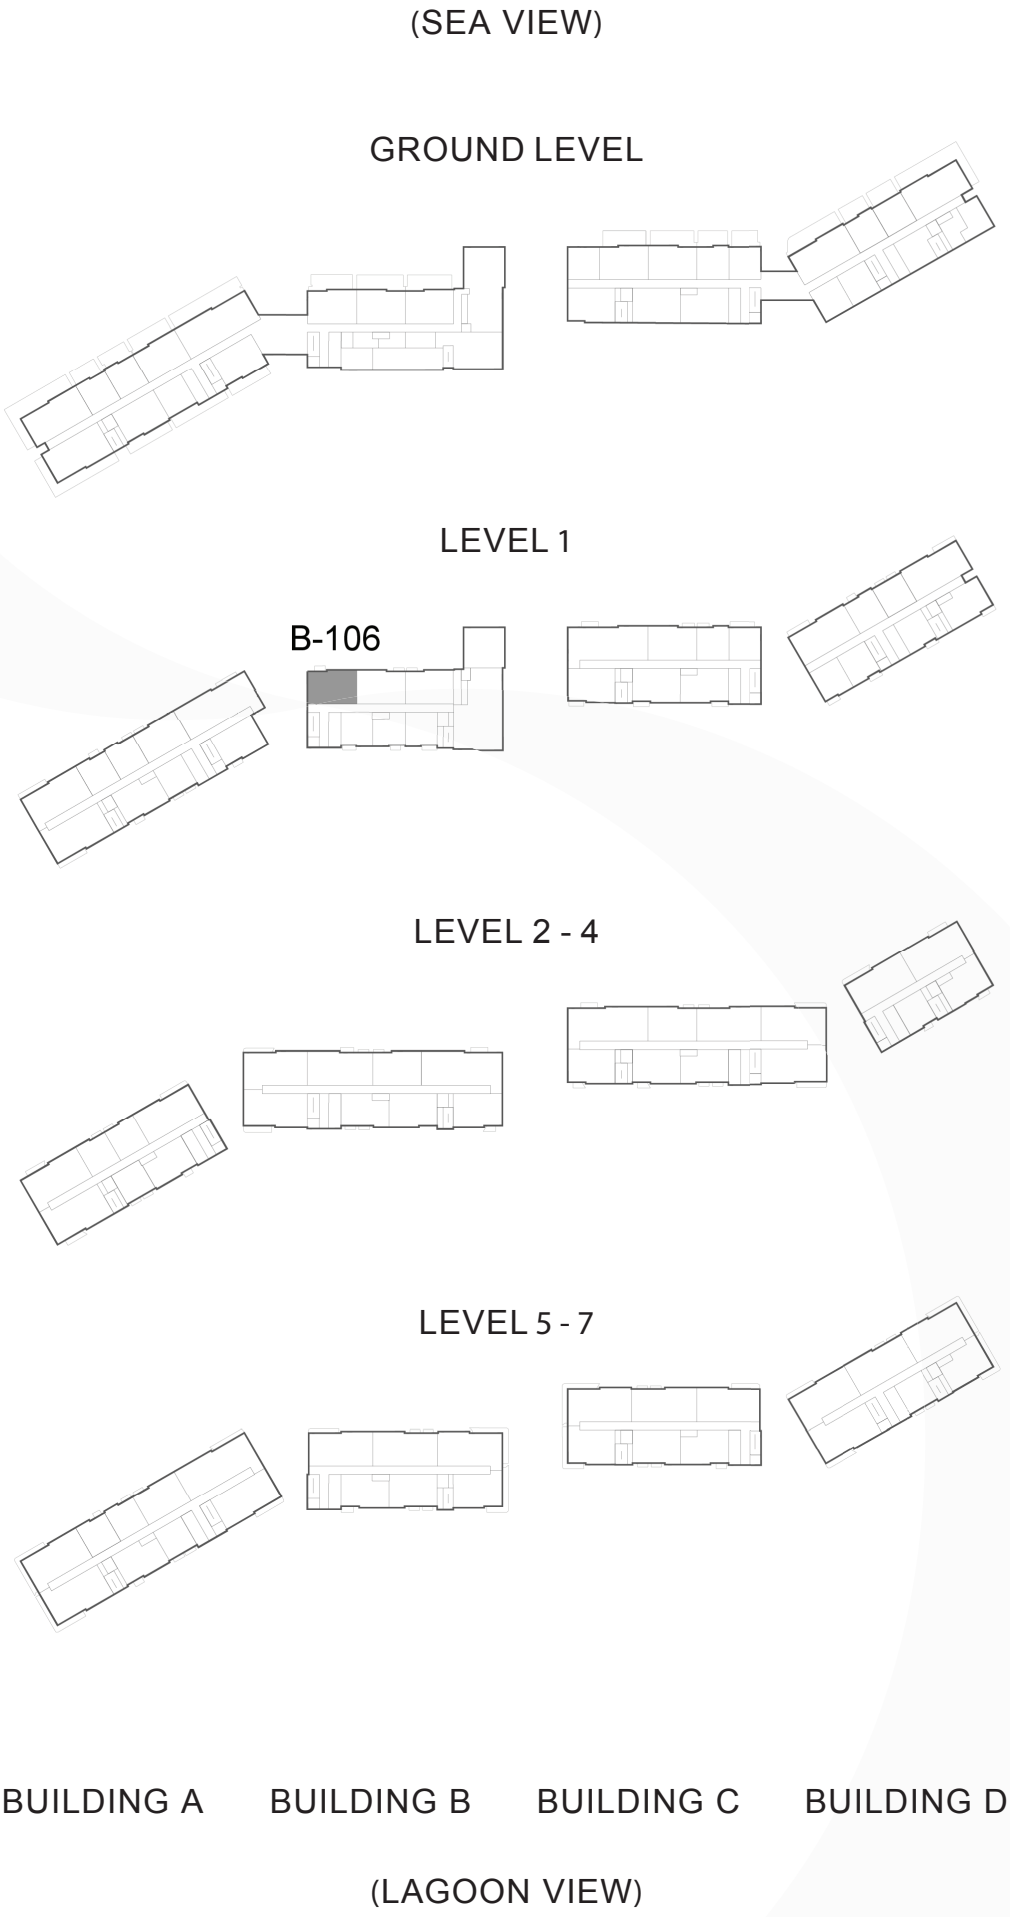 (SEA VIEW)
GROUND LEVEL
LEVEL 1
B-106
LEVEL 2 - 4
LEVEL 5 - 7
BUILDING A BUILDING B BUILDING C BUILDING D
(LAGOON VIEW)